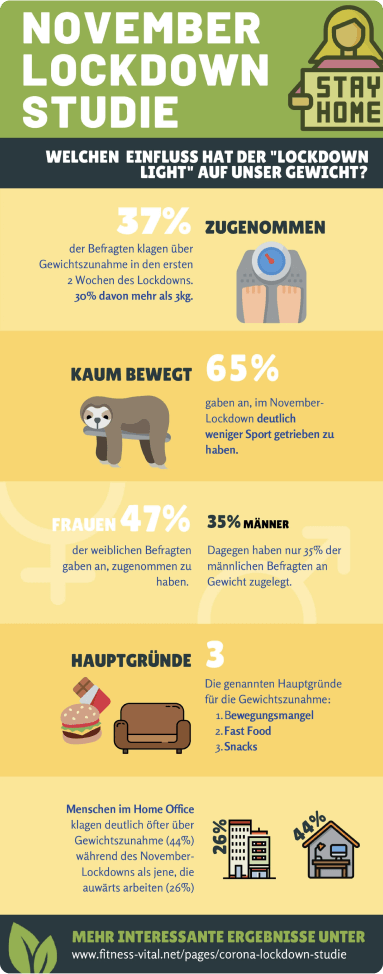 NOVEMBER
LOCKDOWN
STUDIE
STAY
HOME
WELCHEN EINFLUSS HAT DER "LOCKDOWN
LIGHT" AUF UNSER GEWICHT?
37% ZUGENOMMEN
der Befragten klagen über
Gewichtszunahme in den ersten
2 Wochen des Lockdowns.
30% davon mehr als 3kg.
KAUM BEWEGT 65%
gaben an, im November-
Lockdown deutlich
weniger Sport getrieben zu
haben.
FRAUEN 47%
der weiblichen Befragten
gaben an, zugenommen zu
haben.
35% MÄNNER
Dagegen haben nur 35% der
männlichen Befragten an
Gewicht zugelegt.
HAUPTGRÜNDE 3
Die genannten Hauptgründe
für die Gewichtszunahme:
1. Bewegungsmangel
2. Fast Food
3. Snacks
Menschen im Home Office
klagen deutlich öfter über
Gewichtszunahme (44%)
während des November-
Lockdowns als jene, die
auwärts arbeiten (26%)
26%
44%
MEHR INTERESSANTE ERGEBNISSE UNTER
www.fitness-vital.net/pages/corona-lockdown-studie